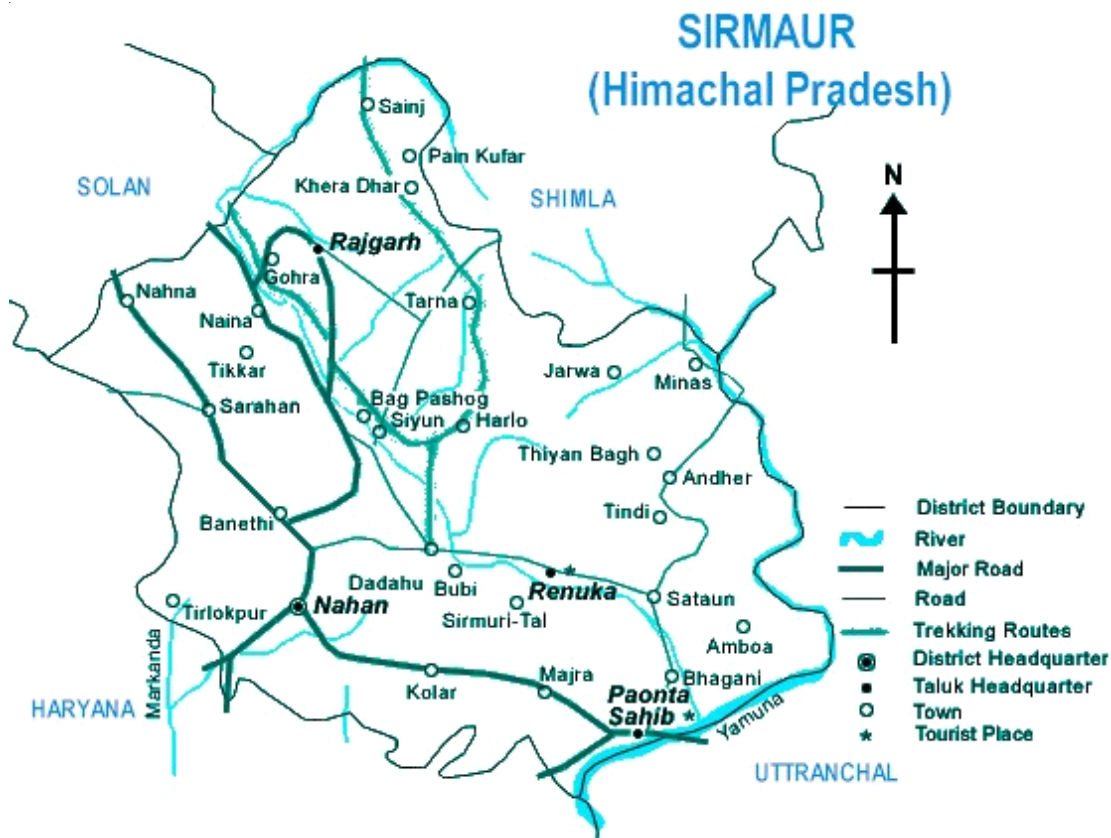 SIRMAUR
(Himachal Pradesh)
Sainj
Pain Kufar
SOLAN
Khera Dhar
SHIMLA
N
Rajgarh
Gohra
Nahna
Tarna
Naina
Tikkar
Jarwa
Minas
Bag Pashog
Sarahan
Siyun
Harlo
Thiyan Bagh
Andher
Banethi
Tindi
District Boundary
River
Major Road
Road
Trekking Routes
District Headquarter
Taluk Headquarter
Town
Tourist Place
Dadahu
Bubi
Renuka
Sataun
Tirlokpur
Nahan
Sirmuri-Tal
Amboa
Markanda
Kolar
Majra
Bhagani
HARYANA
Paonta
Sahib
Yamuna
UTTRANCHAL